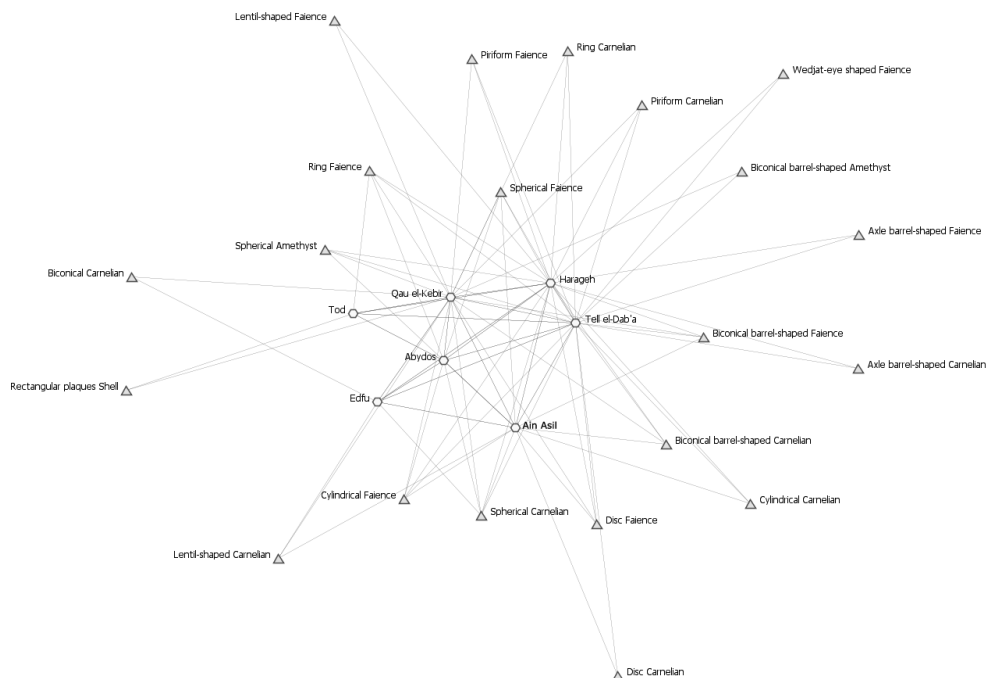 Lentil-shaped Faience
Ring Carnelian
Piriform Faience
Wedjat-eye shaped Faience
Piriform Carnelian
Ring Faience
Biconical barrel-shaped Amethyst
Spherical Faience
Axle barrel-shaped Faience
Spherical Amethyst
Biconical Carnelian
Harageh
Qau el-Kebir
Tod
Tell el-Dab'a
Biconical barrel-shaped Faience
Abydos
Axle barrel-shaped Carnelian
Rectangular plaques Shell
Edfu
Ain Asil
Biconical barrel-shaped Carnelian
Cylindrical Faience
Cylindrical Carnelian
Spherical Carnelian
Disc Faience
Lentil-shaped Carnelian
Disc Carnelian